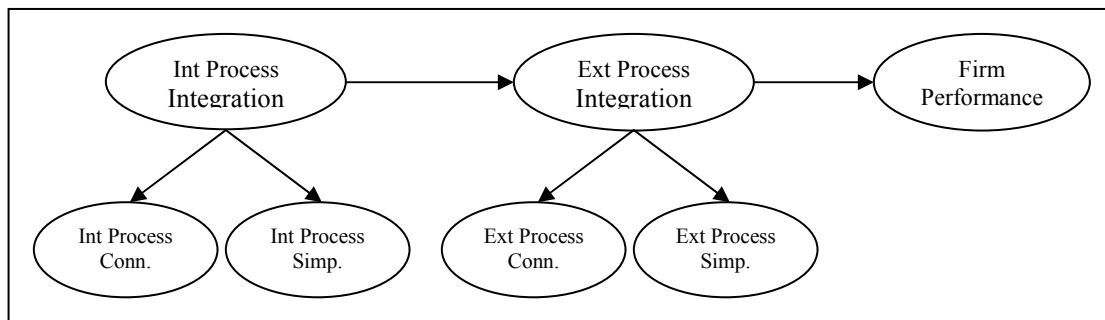 Int Process
Integration
Ext Process
Integration
Firm
Performance
Int Process
Conn.
Int Process
Simp.
Ext Process
Conn.
Ext Process
Simp.